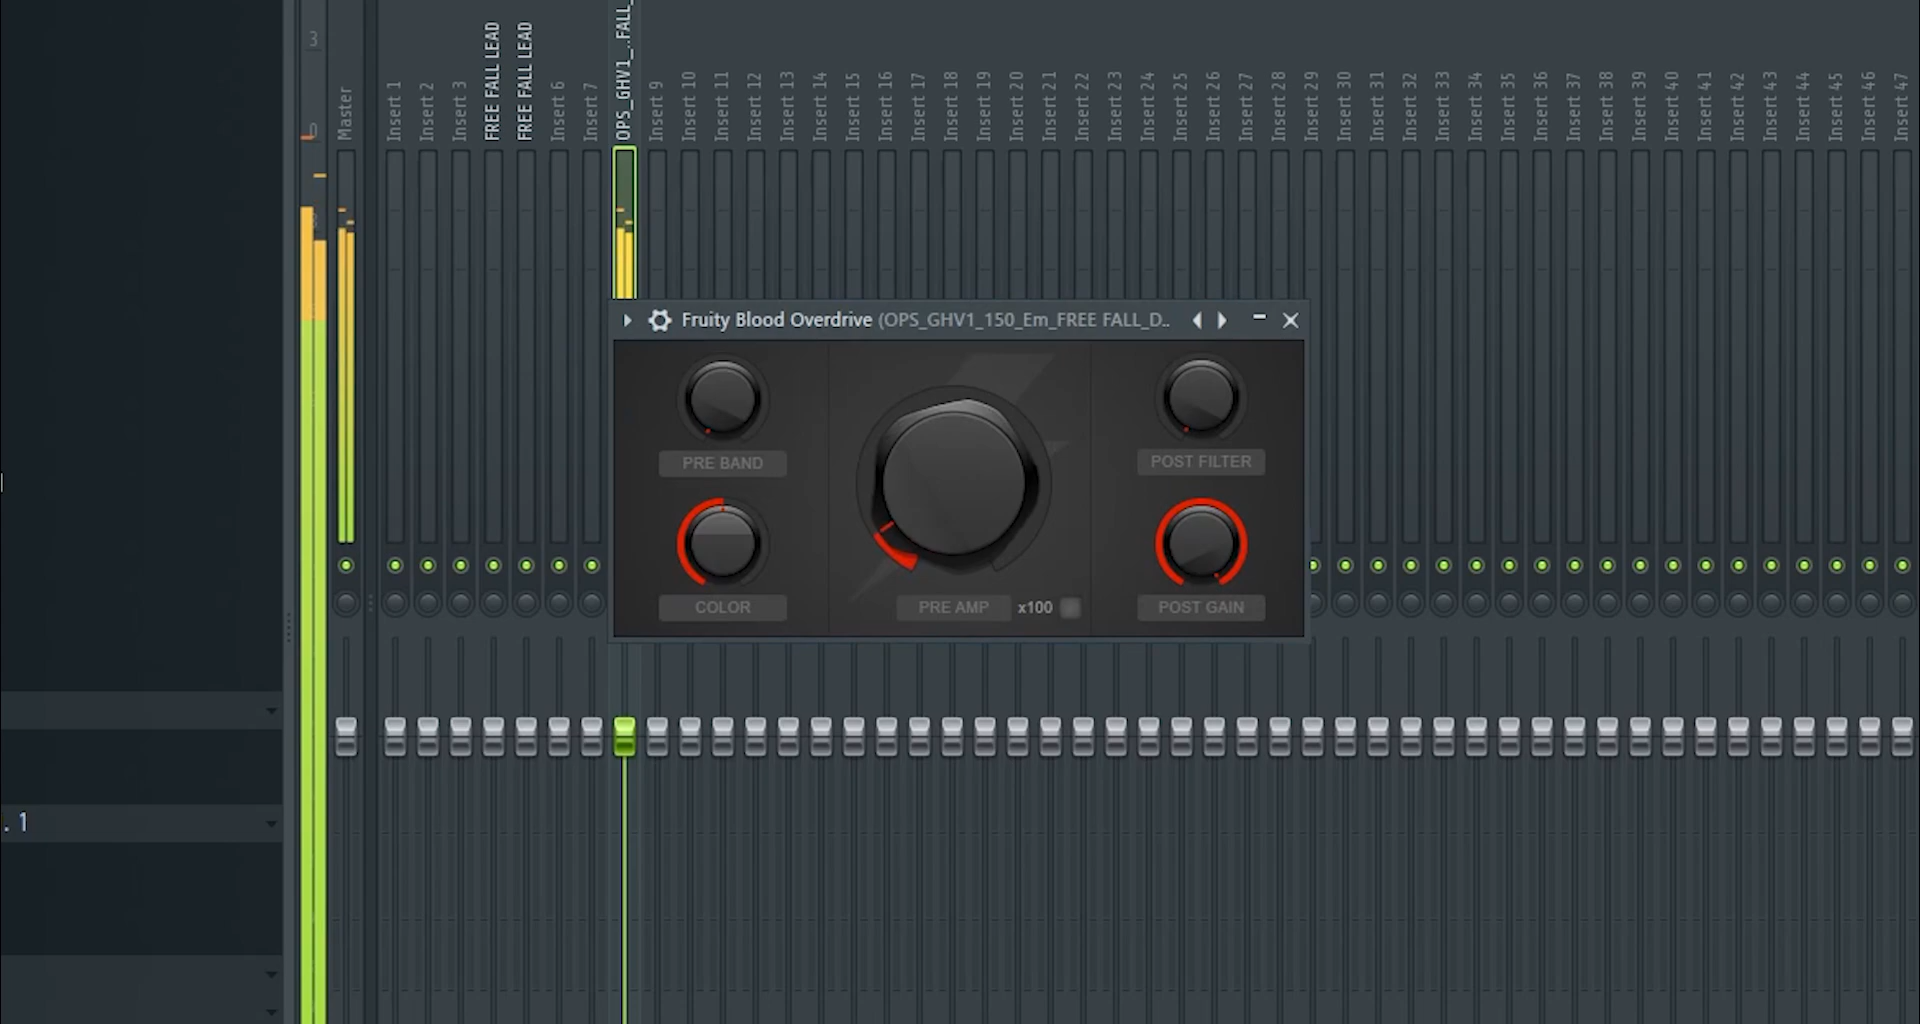 3
0
Master
Insert 1
Insert 2
Insert 3
FREE FALL LEAD
FREE FALL LEAD
Insert 6
Insert 7
OPS_GHV1_..FALL_
Insert 9
Insert 10
Insert 11
Insert 12
Insert 13
Insert 14
Insert 15
Insert 16
Insert 17
Insert 18
Insert 19
Insert 20
Insert 21
Insert 22
Insert 23
Insert 24
Insert 25
Insert 26
Insert 27
Insert 28
Insert 29
Insert 30
Insert 31
Insert 32
Insert 33
Insert 34
Insert 35
Insert 36
Insert 37
Insert 38
Insert 39
Insert 40
Insert 41
Insert 42
Insert 43
Insert 44
Insert 45
Insert 46
Insert 47
Fruity Blood Overdrive (OPS_GHV1_150_Em_FREE FALL_D..
PRE BAND
POST FILTER
COLOR
PRE AMP x100
POST GAIN
. 1